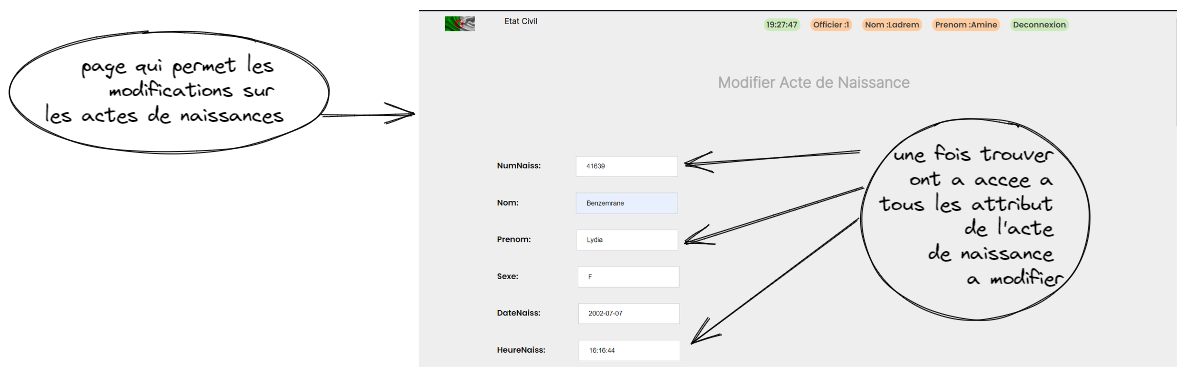 page qui permet les
modifications sur
les actes de naissances
Etat Civil
19:27:47
Officier :1
Nom :Ladrem
Prenom :Amine
Deconnexion
Modifier Acte de Naissance
NumNaiss:
41639
Nom:
Benzemrane
Prenom:
Lydia
Sexe:
F
DateNaiss:
2002-07-07
HeureNaiss:
16:16:44
une fois trouver
ont a accee a
tous les attribut
de l'acte
de naissance
a modifier